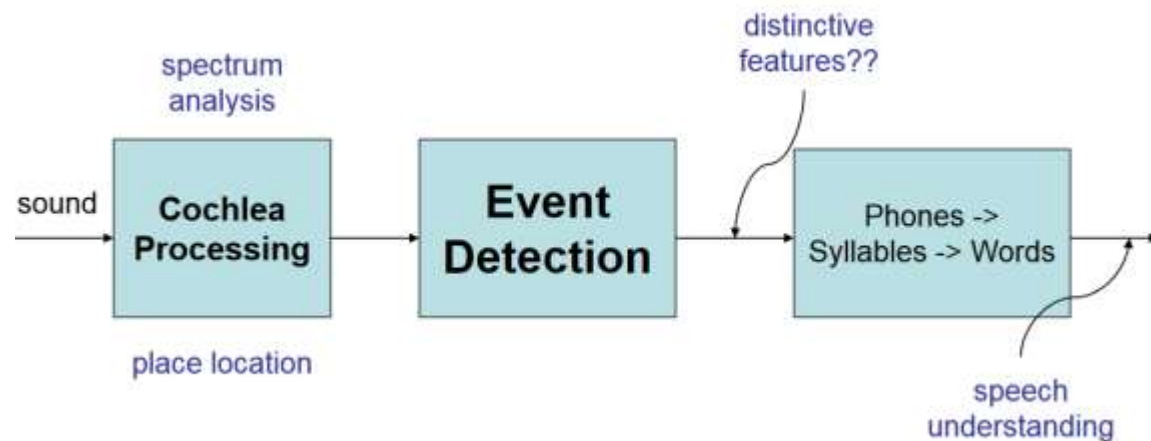 distinctive
features??
spectrum
analysis
sound
Cochlea
Processing
Event
Detection
Phones ->
Syllables -> Words
place location
speech
understanding